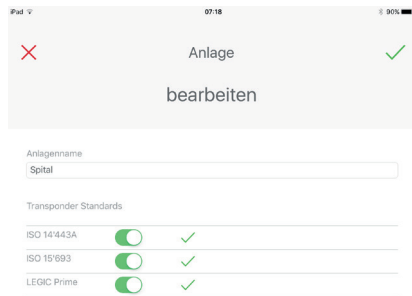 iPad 07:18 90%
Anlage
bearbeiten
Anlagenname
Spital
Transponder Standards
ISO 14'443A
ISO 15'693
LEGIC Prime